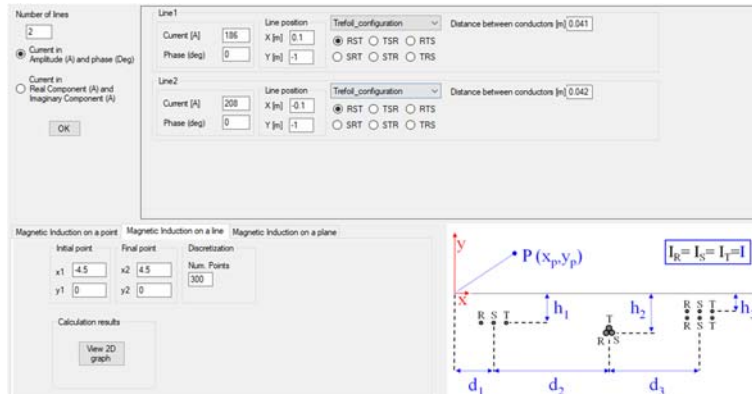 Number of lines
2
Current in
Amplitude (A) and phase (Deg)
Current in
Real Component (A) and
Imaginary Component (A)
OK
Line1
Current [A] 186
Phase (deg) 0
Line position
X [m] 0.1
Y [m] -1
Trefoil_configuration
RST TSR RTS
SRT STR TRS
Distance between conductors [m] 0.041
Line2
Current [A] 208
Phase (deg) 0
Line position
X [m] -0.1
Y [m] -1
Trefoil_configuration
RST TSR RTS
SRT STR TRS
Distance between conductors [m] 0.042
Magnetic Induction on a point Magnetic Induction on a line Magnetic Induction on a plane
Initial point
x1 -4.5
y1 0
Final point
x2 4.5
y2 0
Discretization
Num. Points
300
Calculation results
View 2D
graph
y
P (xp,yp)
IR= IS= IT=I
x
R S T
h1
T
R S
h2
R S T
R S T
h
d1 d2 d3